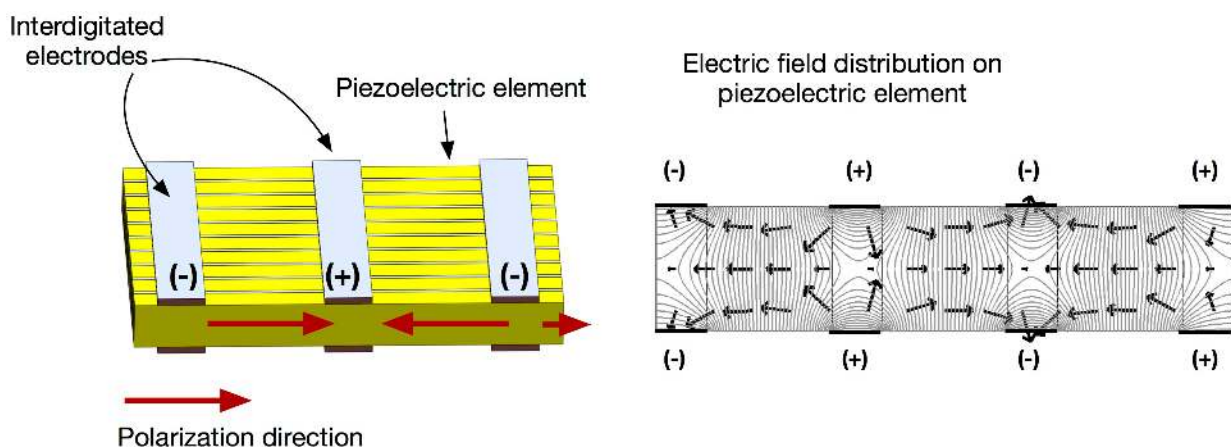 Interdigitated
electrodes
Piezoelectric element
(-)
(+)
(-)
Polarization direction
Electric field distribution on
piezoelectric element
(-) (+) (-) (+)
(-) (+) (-) (+)